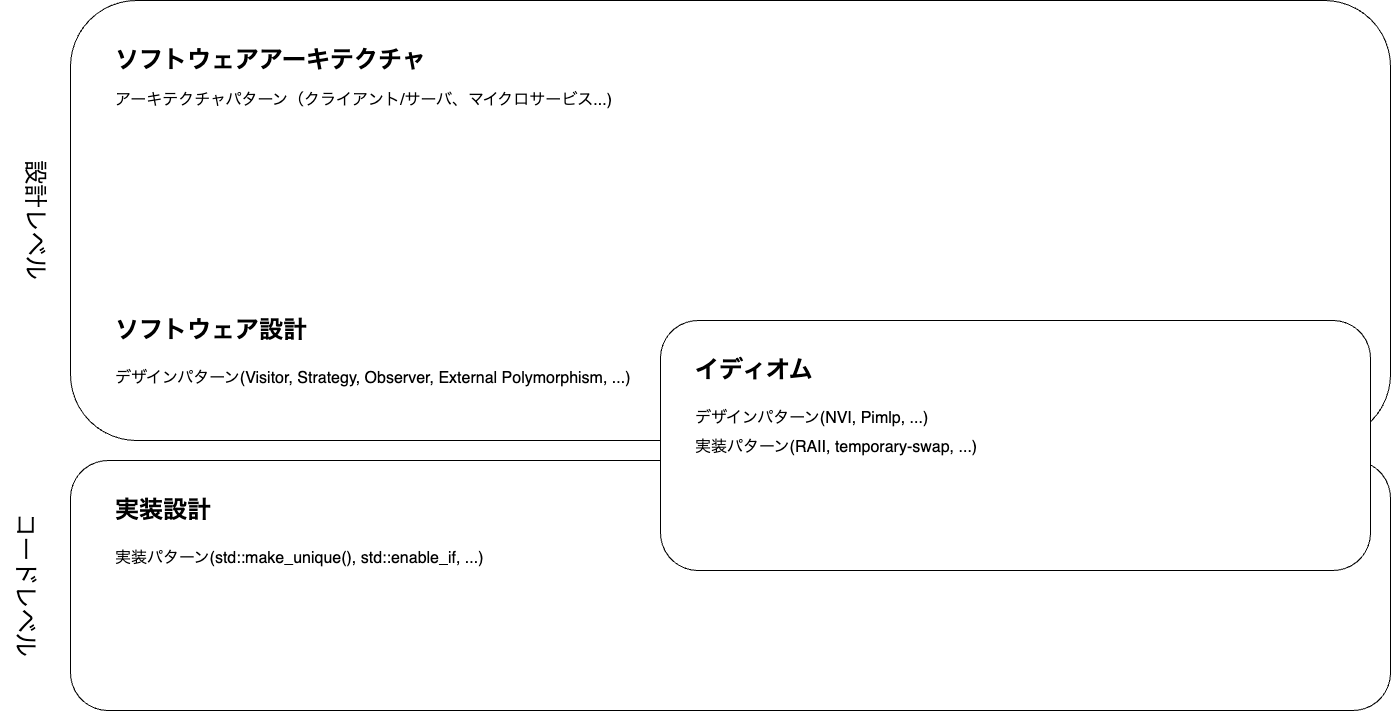 設計レベル
ソフトウェアアーキテクチャ
アーキテクチャパターン（クライアント/サーバ、マイクロサービス...)
ソフトウェア設計
デザインパターン(Visitor, Strategy, Observer, External Polymorphism, ...)
イディオム
デザインパターン(NVI, Pimlp, ...)
実装パターン(RAII, temporary-swap, ...)
コードレベル
実装設計
実装パターン(std::make_unique(), std::enable_if, ...)